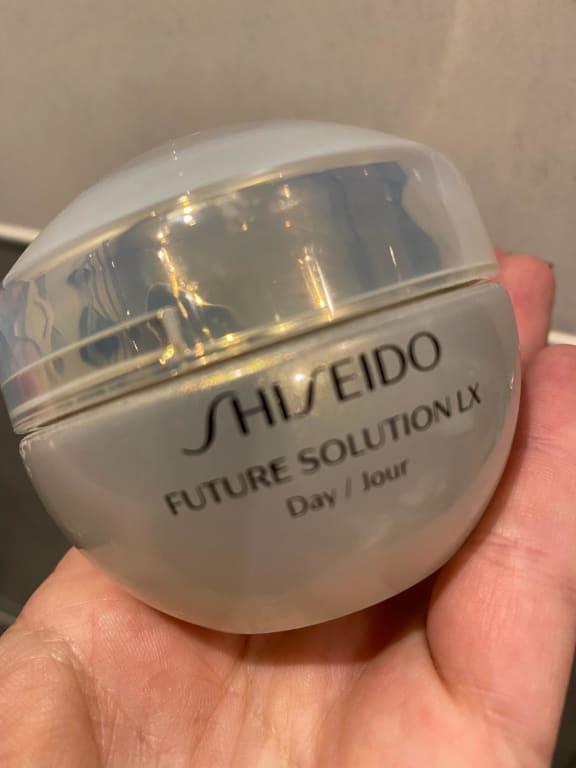 SHISEIDO
FUTURE SOLUTION LX
Day / Jour